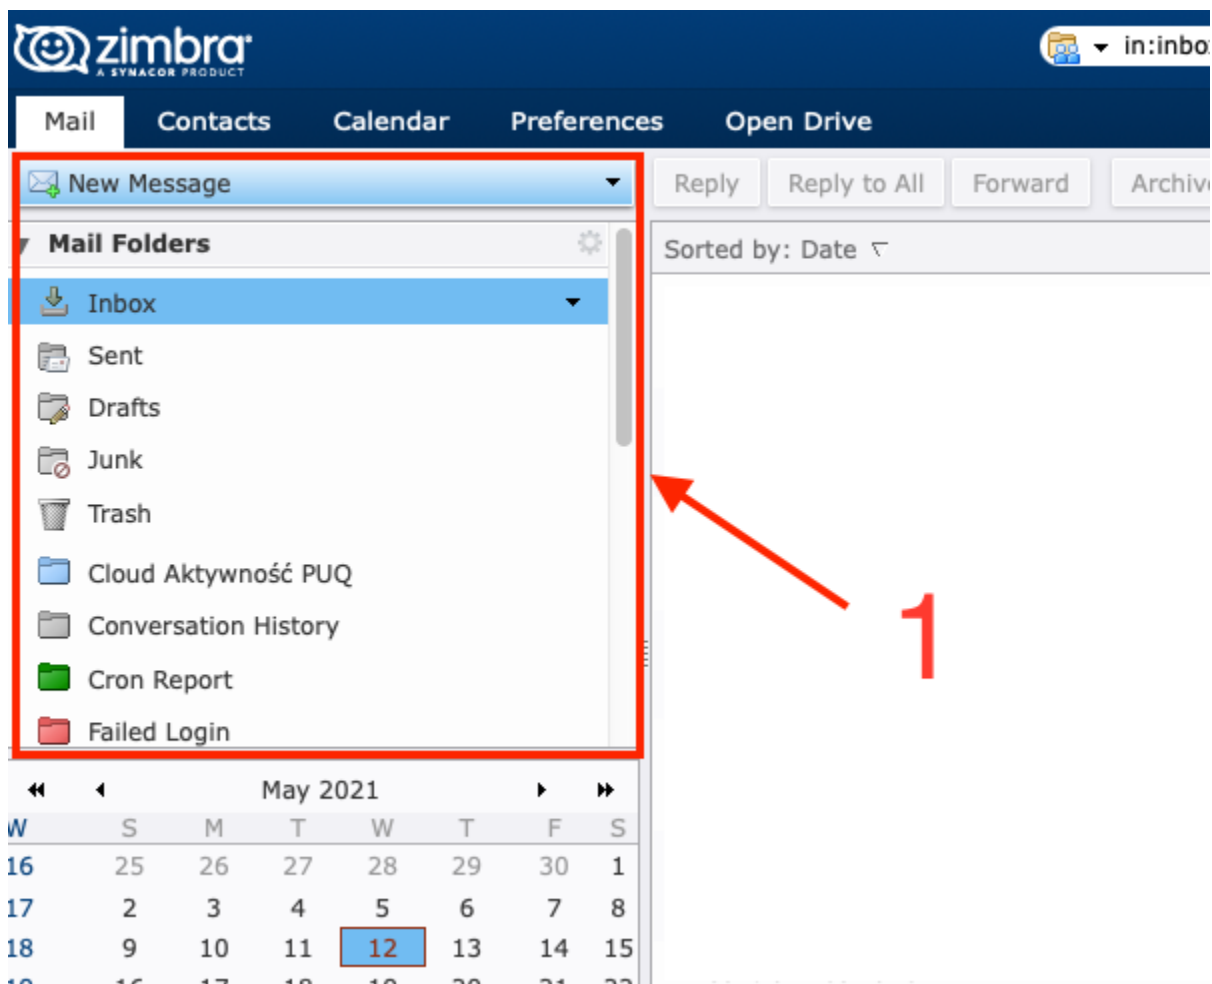 zimbra
A SYNACOR PRODUCT
in:inbo
Mail Contacts Calendar Preferences Open Drive
New Message Reply Reply to All Forward Archive
Mail Folders
Sorted by: Date
Inbox
Sent
Drafts
Junk
Trash
Cloud Aktywność PUQ
Conversation History
1
Cron Report
Failed Login
May 2021
W S M T W T F S
16 25 26 27 28 29 30 1
17 2 3 4 5 6 7 8
18 9 10 11 12 13 14 15